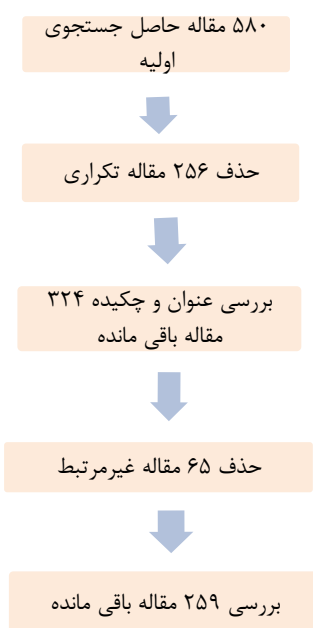 ۵۸۰ مقاله حاصل جستجوی
اولیه
حذف ۲۵۶ مقاله تکراری
بررسی عنوان و چکیده ۳۲۴
مقاله باقی مانده
حذف ۶۵ مقاله غیرمرتبط
بررسی ۲۵۹ مقاله باقی مانده